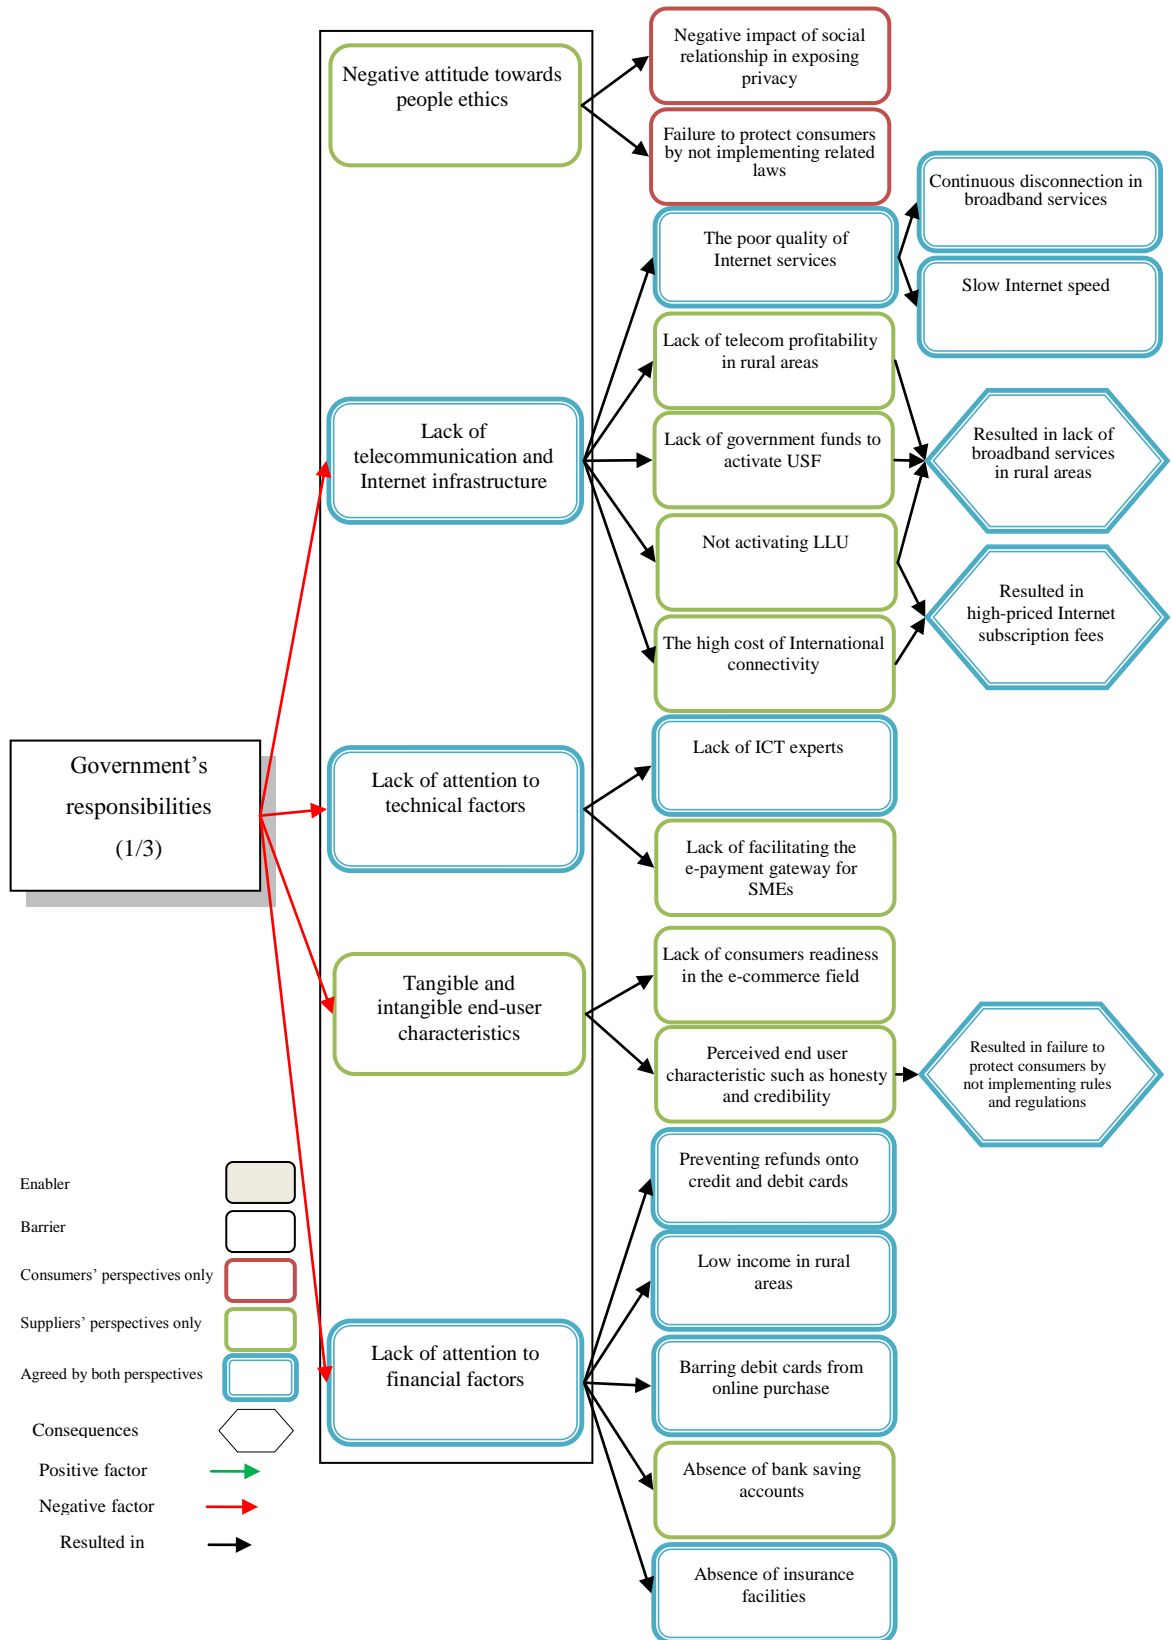 Negative attitude towards
people ethics
Negative impact of social
relationship in exposing
privacy
Failure to protect consumers
by not implementing related
laws
Continuous disconnection in
broadband services
The poor quality of
Internet services
Slow Internet speed
Lack of telecom profitability
in rural areas
Lack of
telecommunication and
Internet infrastructure
Lack of government funds to
activate USF
Resulted in lack of
broadband services
in rural areas
Not activating LLU
Resulted in
high-priced Internet
subscription fees
The high cost of International
connectivity
Government's
responsibilities
(1/3)
Lack of attention to
technical factors
Lack of ICT experts
Lack of facilitating the
e-payment gateway for
SMEs
Tangible and
intangible end-user
characteristics
Lack of consumers readiness
in the e-commerce field
Perceived end user
characteristic such as honesty
and credibility
Resulted in failure to
protect consumers by
not implementing rules
and regulations
Lack of attention to
financial factors
Preventing refunds onto
credit and debit cards
Low income in rural
areas
Barring debit cards from
online purchase
Absence of bank saving
accounts
Absence of insurance
facilities
Enabler
Barrier
Consumers' perspectives only
Suppliers' perspectives only
Agreed by both perspectives
Consequences
Positive factor
Negative factor
Resulted in